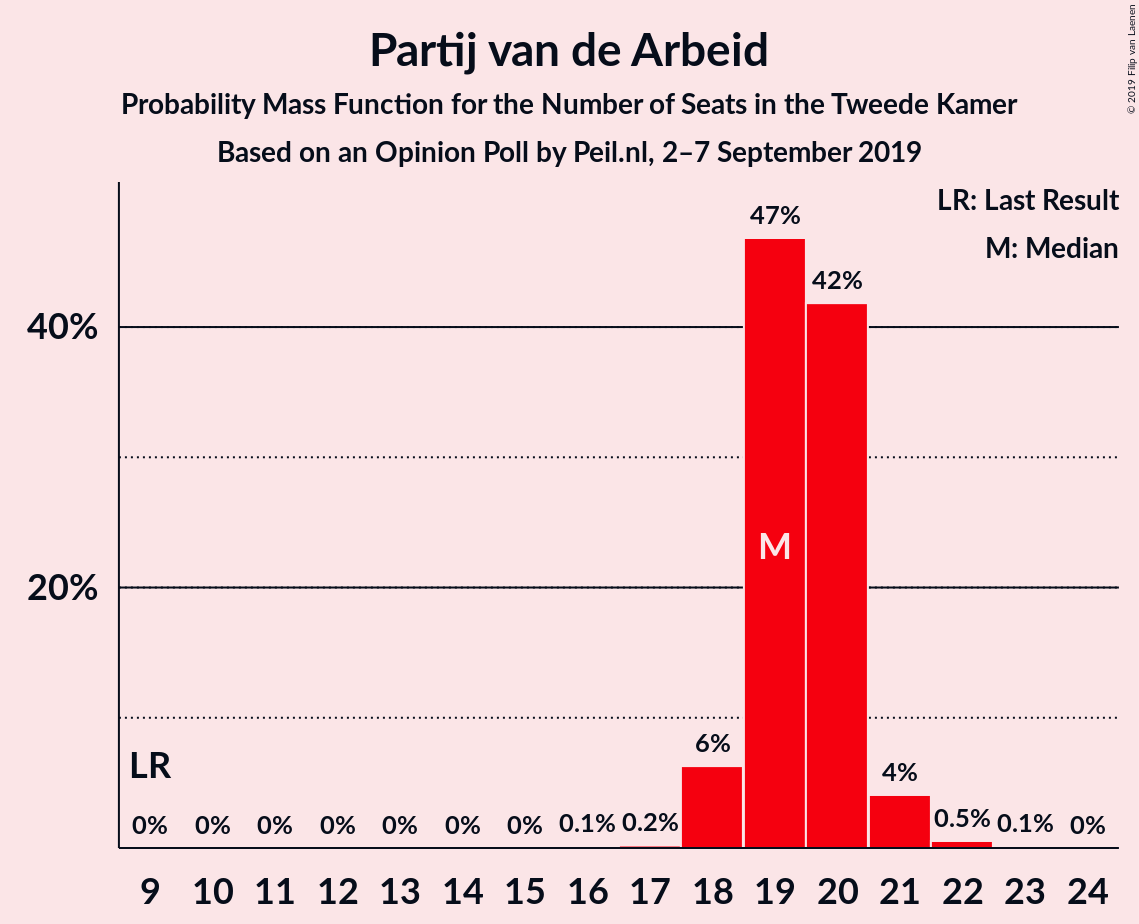 Partij van de Arbeid
Probability Mass Function for the Number of Seats in the Tweede Kamer
Based on an Opinion Poll by Peil.nl, 2–7 September 2019
© 2019 Filip van Laenen
LR: Last Result
M: Median
40%
20%
47%
42%
M
6%
4%
LR
0% 0% 0% 0% 0% 0% 0% 0.1% 0.2% 0.5% 0.1% 0%
9 10 11 12 13 14 15 16 17 18 19 20 21 22 23 24